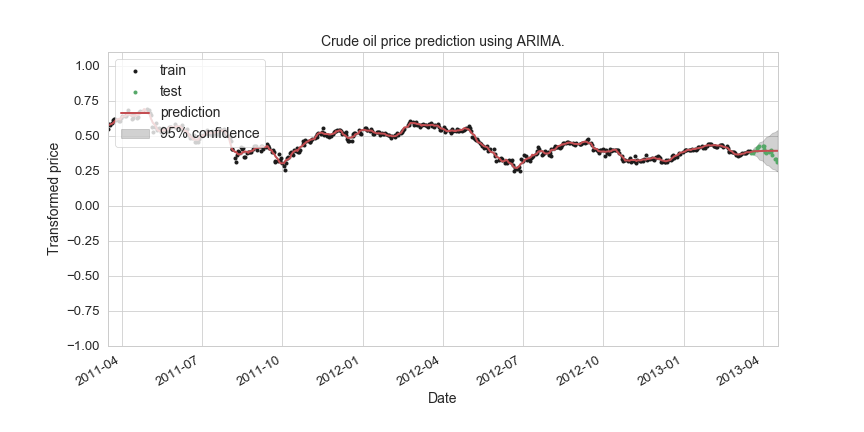 Crude oil price prediction using ARIMA.
train
test
prediction
95% confidence
1.00
0.75
0.50
0.25
0.00
−0.25
−0.50
−0.75
−1.00
Transformed price
2011-04
2011-07
2011-10
2012-01
2012-04
2012-07
2012-10
2013-01
2013-04
Date